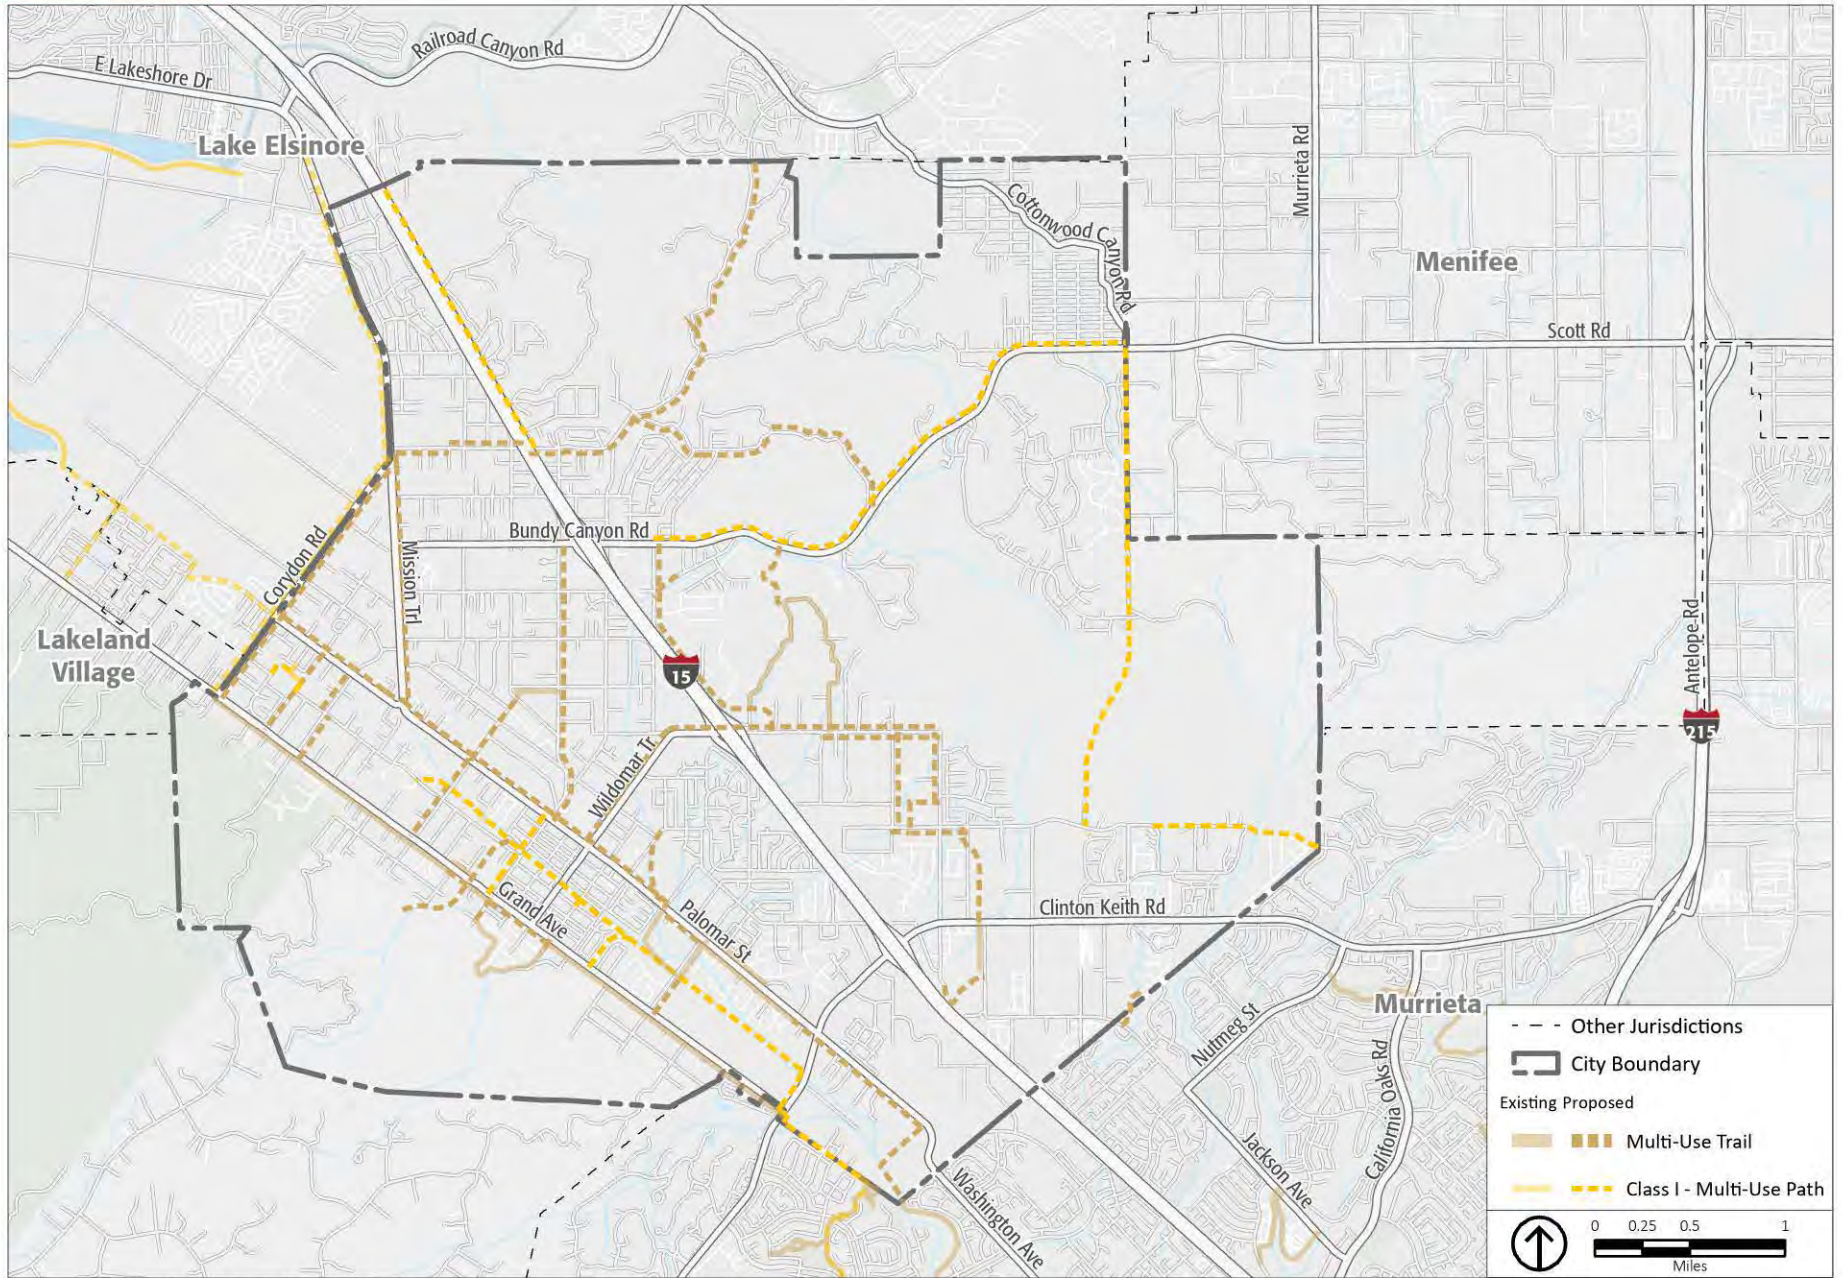 Railroad Canyon Rd
E Lakeshore Dr
Lake Elsinore
Murrieta Rd
Cottonwood Canyon Rd
Menifee
Scott Rd
Bundy Canyon Rd
Corydon Rd
Mission Trl
Lakeland
Village
15
Antelope Rd
215
Wildomar Tr
Grand Ave
Palomar St
Clinton Keith Rd
Murrieta
Nutmeg St
California Oaks Rd
Jackson Ave
Washington Ave
Other Jurisdictions
City Boundary
Existing Proposed
Multi-Use Trail
Class I - Multi-Use Path
0 0.25 0.5 1
Miles